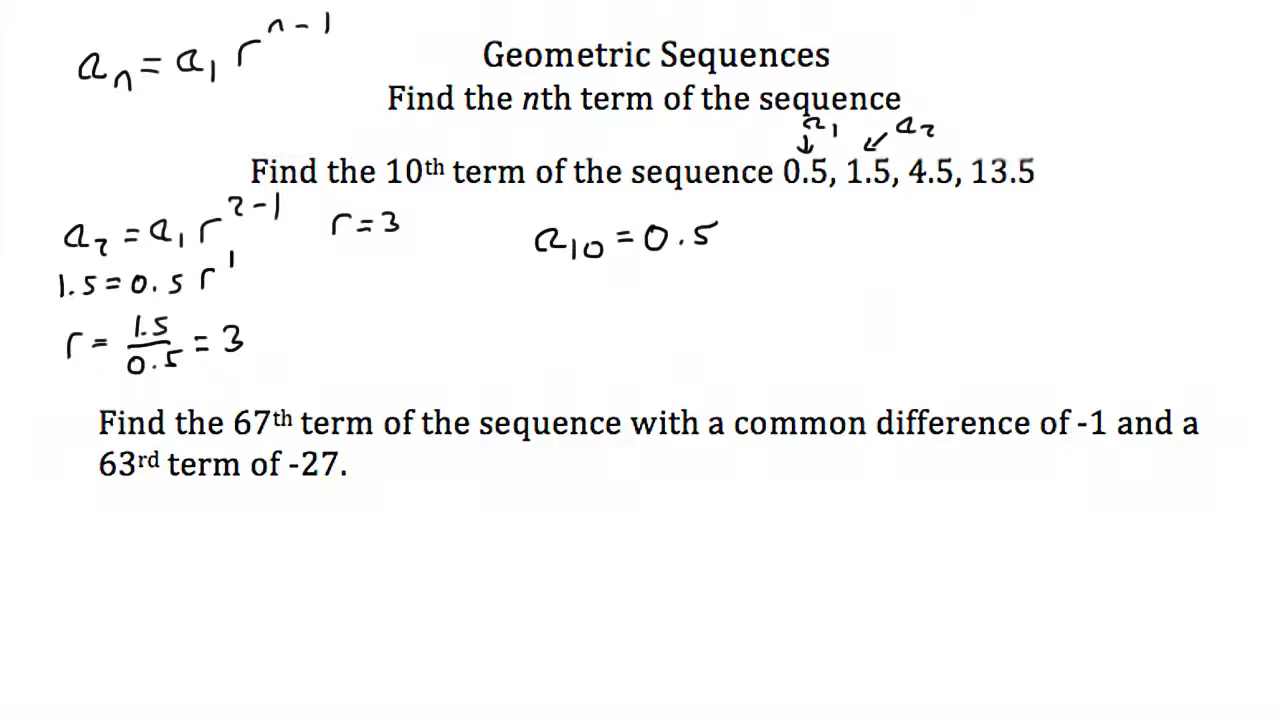 aₙ = a₁ rⁿ⁻¹
Geometric Sequences
Find the nth term of the sequence
a₁ a₂
Find the 10th term of the sequence 0.5, 1.5, 4.5, 13.5
a₂ = a₁ r²⁻¹ r = 3 a₁₀ = 0.5
1.5 = 0.5 r¹
r = 1.5/0.5 = 3
Find the 67th term of the sequence with a common difference of -1 and a
63rd term of -27.